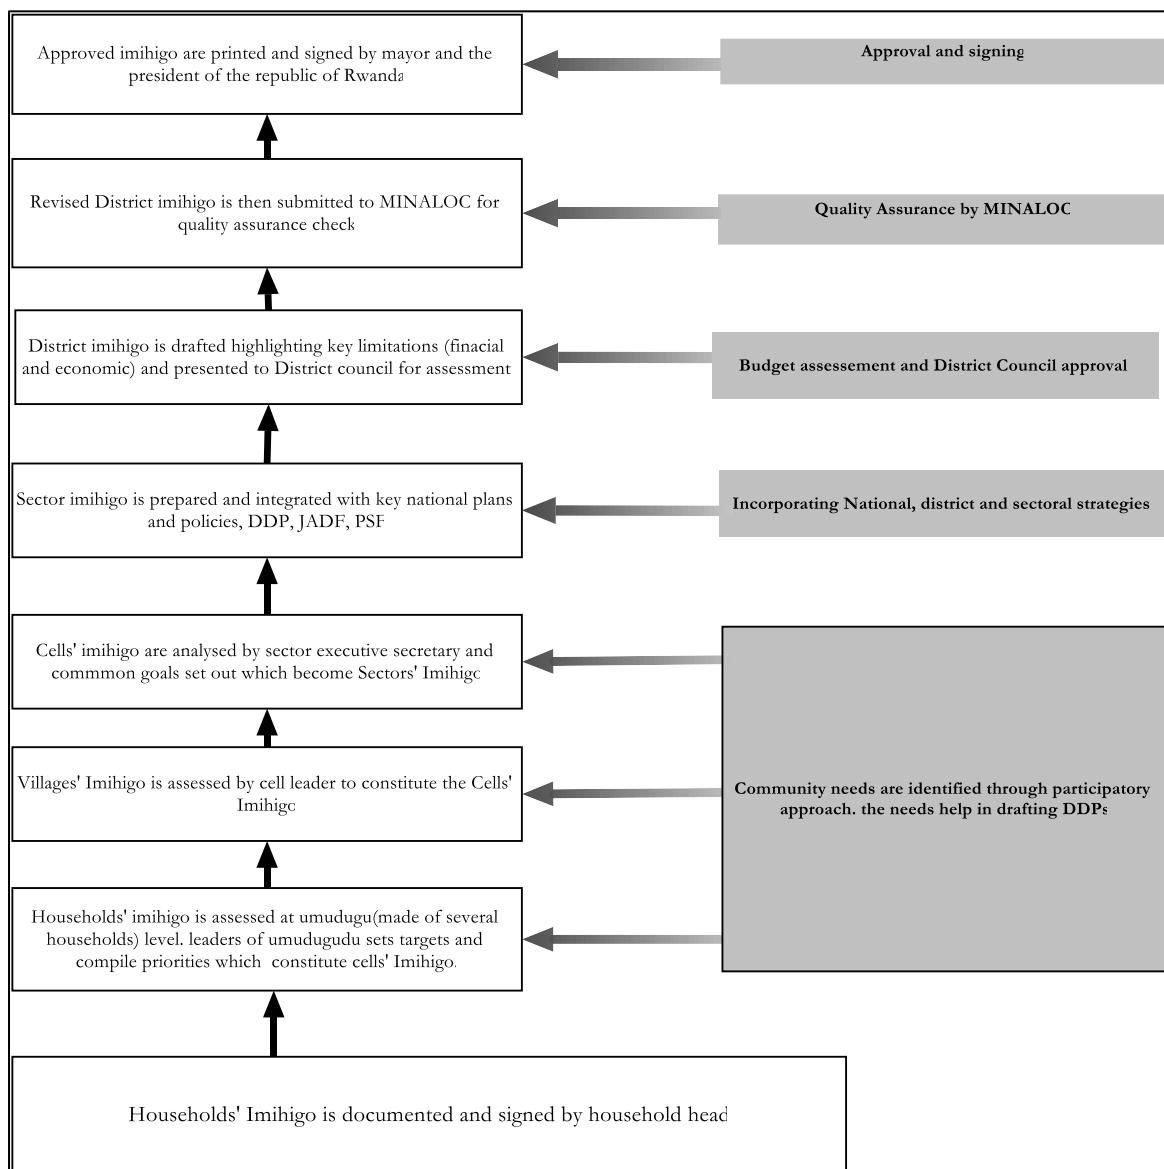 Approved imihigo are printed and signed by mayor and the
president of the republic of Rwanda
Approval and signing
Revised District imihigo is then submitted to MINALOC for
quality assurance check
Quality Assurance by MINALOC
District imihigo is drafted highlighting key limitations (finacial
and economic) and presented to District council for assessment
Budget assessement and District Council approval
Sector imihigo is prepared and integrated with key national plans
and policies, DDP, JADF, PSF
Incorporating National, district and sectoral strategies
Cells' imihigo are analysed by sector executive secretary and
commmon goals set out which become Sectors' Imihigo
Villages' Imihigo is assessed by cell leader to constitute the Cells'
Imihigo
Community needs are identified through participatory
approach. the needs help in drafting DDPs
Households' imihigo is assessed at umudugu(made of several
households) level. leaders of umudugudu sets targets and
compile priorities which constitute cells' Imihigo.
Households' Imihigo is documented and signed by household head